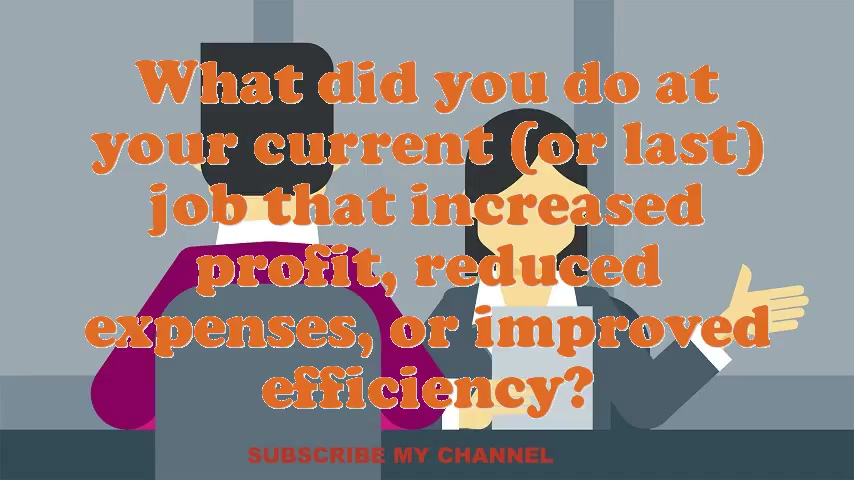 What did you do at
your current (or last)
job that increased
profit, reduced
expenses, or improved
efficiency?
SUBSCRIBE MY CHANNEL